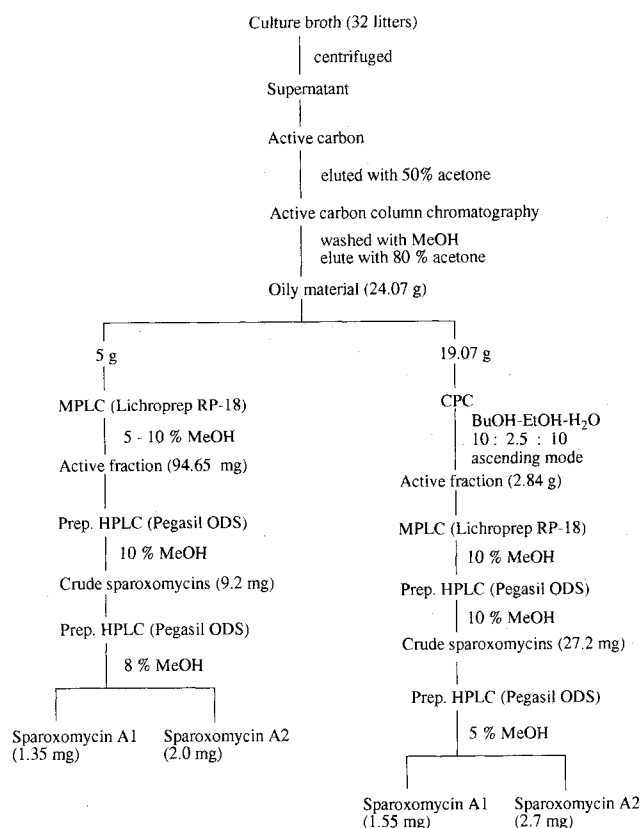 Culture broth (32 litters)
centrifuged
Supernatant
Active carbon
eluted with 50% acetone
Active carbon column chromatography
washed with MeOH
elute with 80 % acetone
Oily material (24.07 g)
5 g
MPLC (Lichroprep RP-18)
5 - 10 % MeOH
Active fraction (94.65 mg)
Prep. HPLC (Pegasil ODS)
10 % MeOH
Crude sparoxomycins (9.2 mg)
Prep. HPLC (Pegasil ODS)
8 % MeOH
Sparoxomycin A1
(1.35 mg)
Sparoxomycin A2
(2.0 mg)
19.07 g
CPC
BuOH-EtOH-H₂O
10 : 2.5 : 10
ascending mode
Active fraction (2.84 g)
MPLC (Lichroprep RP-18)
10 % MeOH
Prep. HPLC (Pegasil ODS)
10 % MeOH
Crude sparoxomycins (27.2 mg)
Prep. HPLC (Pegasil ODS)
5 % MeOH
Sparoxomycin A1
(1.55 mg)
Sparoxomycin A2
(2.7 mg)